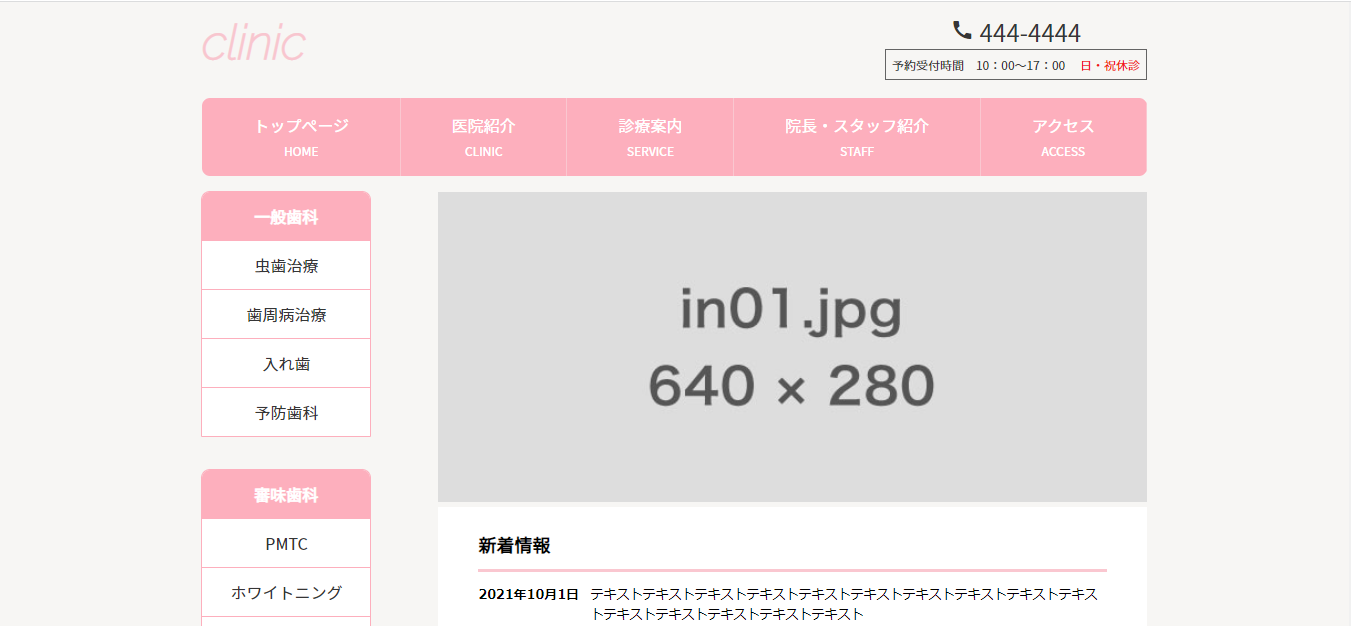 clinic
444-4444
予約受付時間　10：00～17：00　日・祝休診
トップページ
HOME
医院紹介
CLINIC
診療案内
SERVICE
院長・スタッフ紹介
STAFF
アクセス
ACCESS
一般歯科
虫歯治療
歯周病治療
入れ歯
予防歯科
審味歯科
PMTC
ホワイトニング
in01.jpg
640 × 280
新着情報
2021年10月1日　テキストテキストテキストテキストテキストテキストテキストテキストテキストテキス
トテキストテキストテキストテキストテキスト